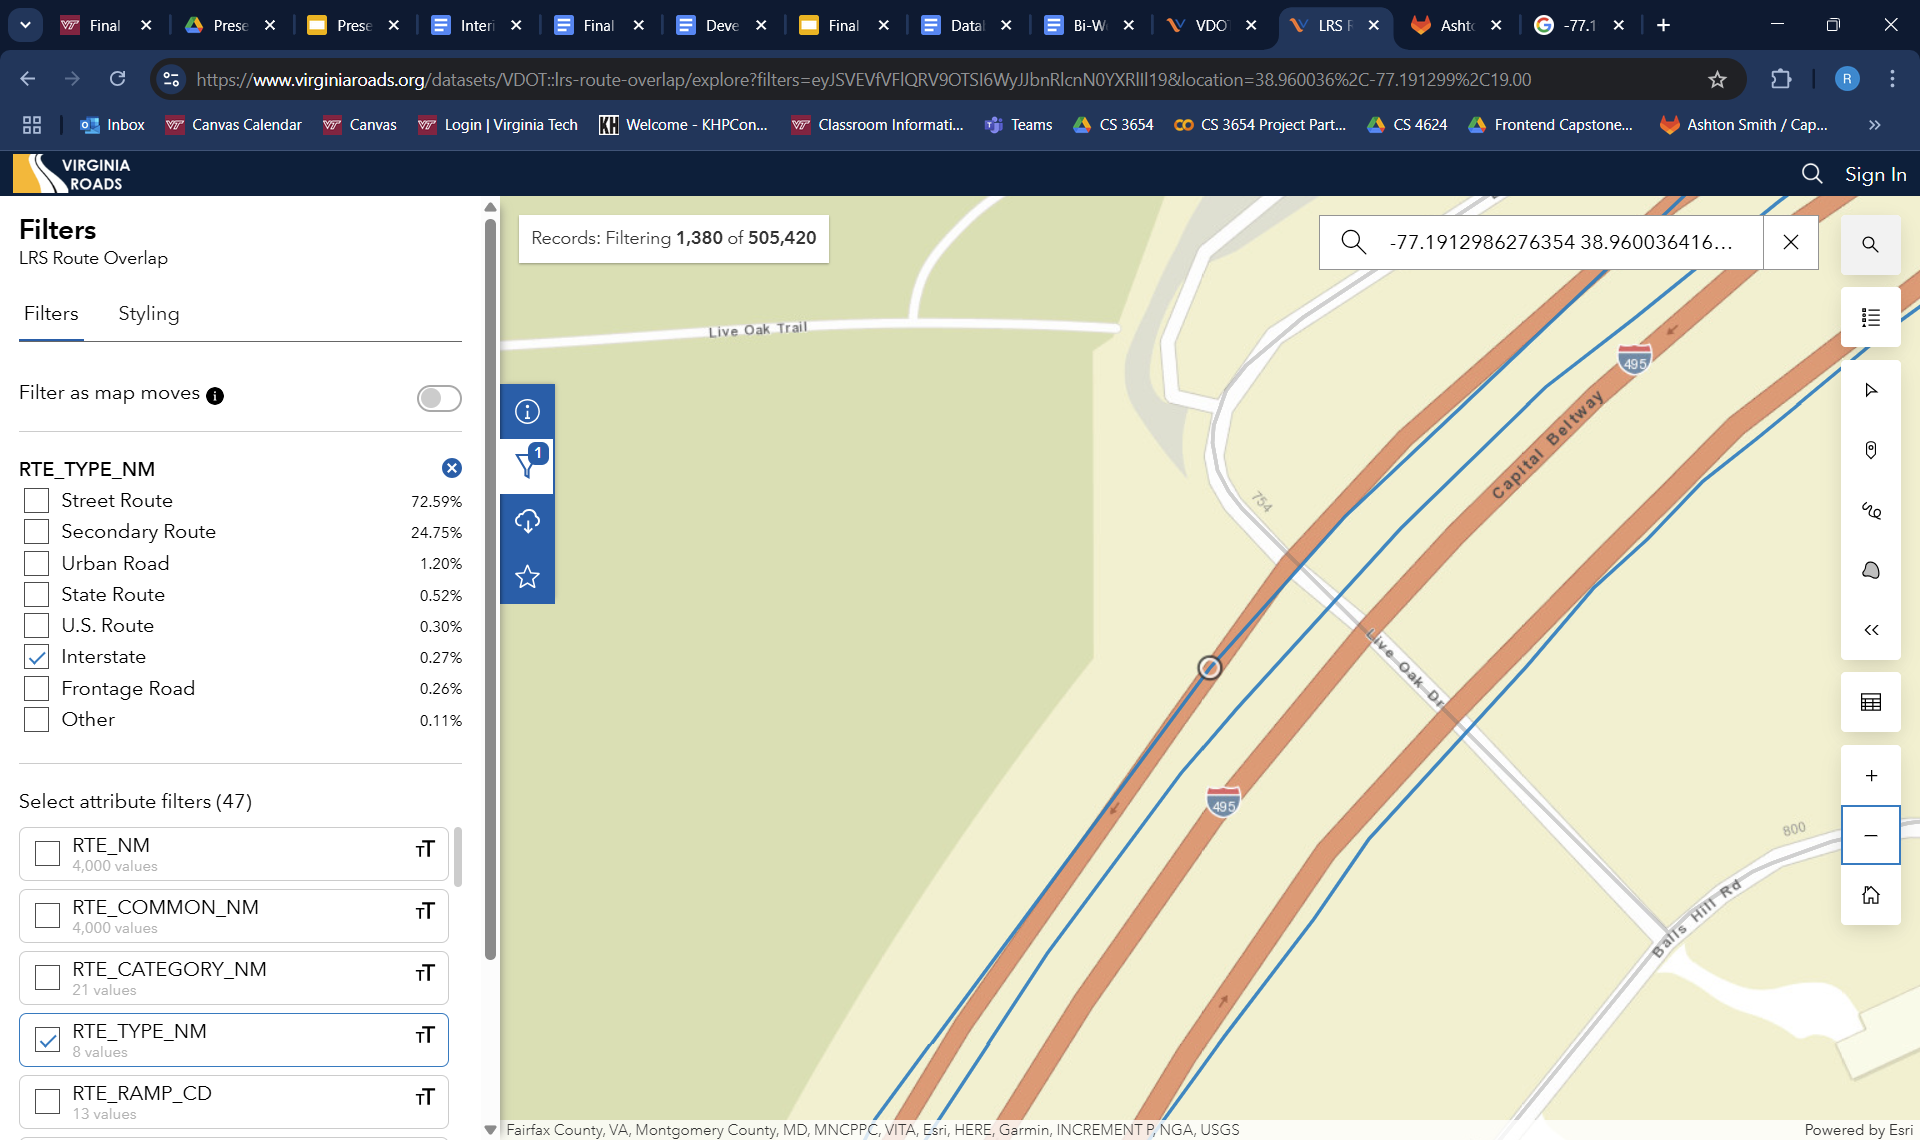 Final
Prese
Prese
Interi
Final
Deve
Final
Datal
Bi-W
VDO
LRS R
Ashto
-77.1
https://www.virginiaroads.org/datasets/VDOT::lrs-route-overlap/explore?filters=eyJSVEVfVFlQRV9OTSI6WyJJbnRlcnN0YXRlIl19&location=38.960036%2C-77.191299%2C19.00
R
Inbox
Canvas Calendar
Canvas
Login | Virginia Tech
Welcome - KHPCon...
Classroom Informati...
Teams
CS 3654
CS 3654 Project Part...
CS 4624
Frontend Capstone...
Ashton Smith / Cap...
VIRGINIA
ROADS
Sign In
Filters
LRS Route Overlap
Filters
Styling
Filter as map moves
RTE_TYPE_NM
Street Route 72.59%
Secondary Route 24.75%
Urban Road 1.20%
State Route 0.52%
U.S. Route 0.30%
Interstate 0.27%
Frontage Road 0.26%
Other 0.11%
Select attribute filters (47)
RTE_NM
4,000 values
RTE_COMMON_NM
4,000 values
RTE_CATEGORY_NM
21 values
RTE_TYPE_NM
8 values
RTE_RAMP_CD
13 values
1
Records: Filtering 1,380 of 505,420
-77.1912986276354 38.960036416...
Live Oak Trail
495
Capital Beltway
754
Live Oak Dr
495
800
Balls Hill Rd
Fairfax County, VA, Montgomery County, MD, MNCPPC, VITA, Esri, HERE, Garmin, INCREMENT P, NGA, USGS
Powered by Esri